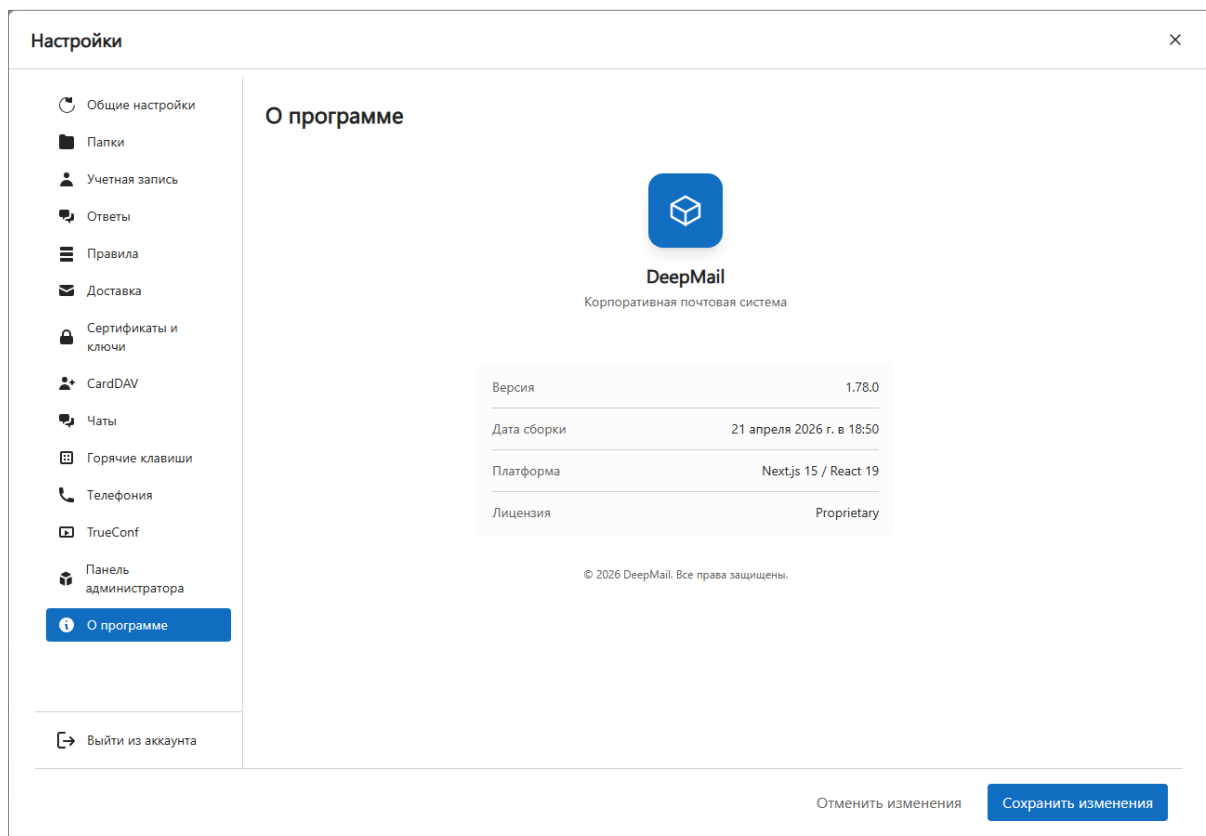 Настройки
Общие настройки
Папки
Учетная запись
Ответы
Правила
Доставка
Сертификаты и
ключи
CardDAV
Чаты
Горячие клавиши
Телефония
TrueConf
Панель
администратора
О программе
Выйти из аккаунта
О программе
DeepMail
Корпоративная почтовая система
Версия 1.78.0
Дата сборки 21 апреля 2026 г. в 18:50
Платформа Next.js 15 / React 19
Лицензия Proprietary
© 2026 DeepMail. Все права защищены.
Отменить изменения Сохранить изменения